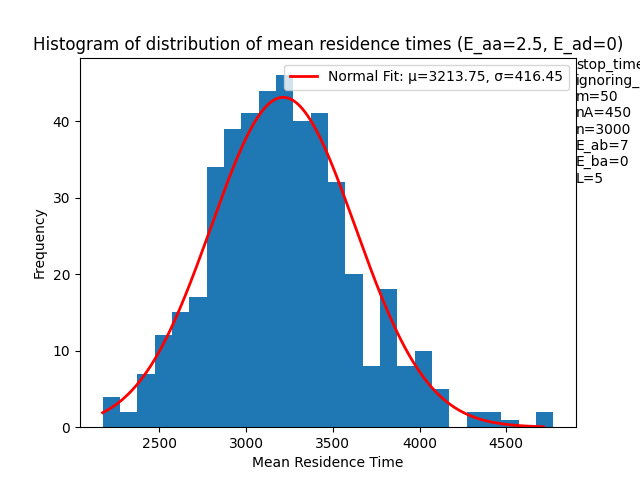 Histogram of distribution of mean residence times (E_aa=2.5, E_ad=0)
Normal Fit: μ=3213.75, σ=416.45
stop_time
ignoring_
m=50
nA=450
n=3000
E_ab=7
E_ba=0
L=5
Frequency
40
30
20
10
0
2500 3000 3500 4000 4500
Mean Residence Time